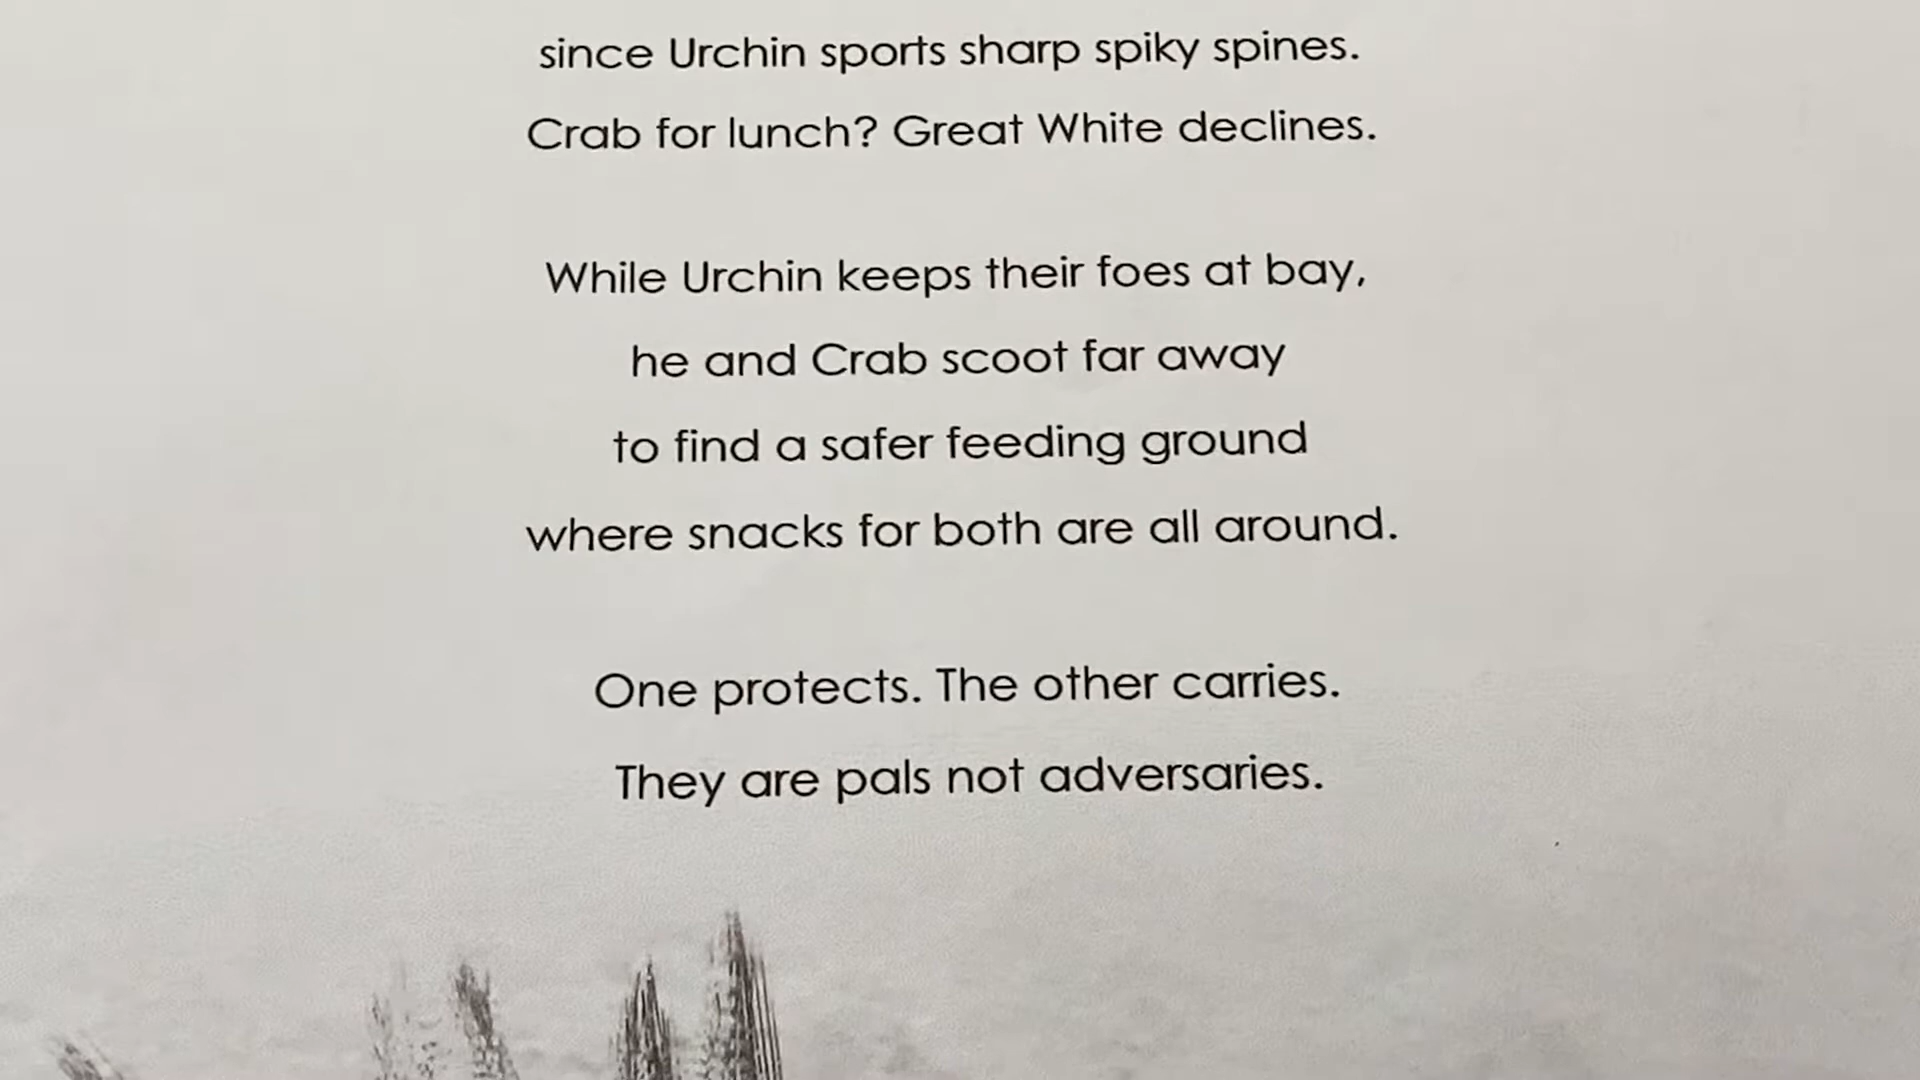 since Urchin sports sharp spiky spines.
Crab for lunch? Great White declines.
While Urchin keeps their foes at bay,
he and Crab scoot far away
to find a safer feeding ground
where snacks for both are all around.
One protects. The other carries.
They are pals not adversaries.